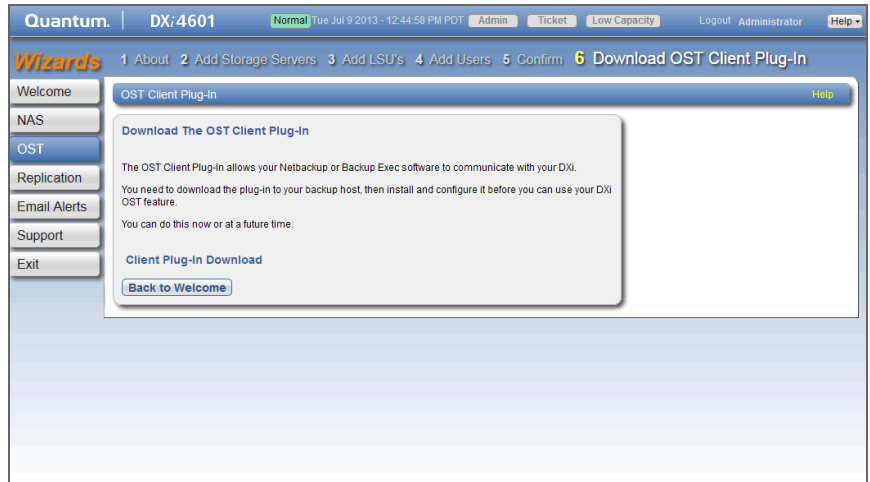 Quantum. DXi4601 Normal Tue Jul 9 2013 - 12:44:58 PM PDT Admin Ticket Low Capacity Logout Administrator Help
Wizards 1 About 2 Add Storage Servers 3 Add LSU's 4 Add Users 5 Confirm 6 Download OST Client Plug-In
Welcome
NAS
OST
Replication
Email Alerts
Support
Exit
OST Client Plug-In Help
Download The OST Client Plug-In
The OST Client Plug-In allows your Netbackup or Backup Exec software to communicate with your DXi.
You need to download the plug-in to your backup host, then install and configure it before you can use your DXi
OST feature.
You can do this now or at a future time.
Client Plug-In Download
Back to Welcome